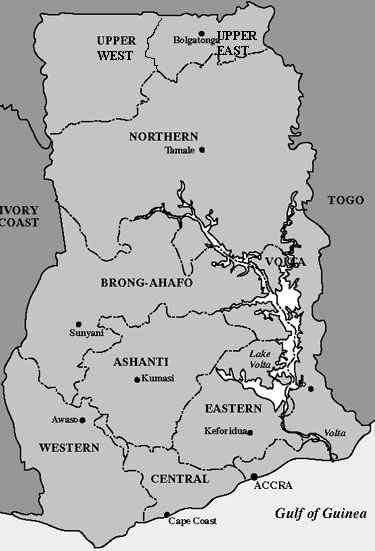 UPPER
WEST
UPPER
EAST
Bolgatonga
NORTHERN
Tamale
IVORY
COAST
TOGO
VOLTA
BRONG-AHAFO
Sunyani
ASHANTI
Kumasi
Lake
Volta
EASTERN
Keforidua
Awaso
WESTERN
Volta
CENTRAL
ACCRA
Cape Coast
Gulf of Guinea